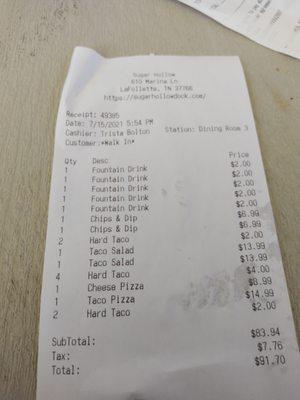 Sugar Hollow
610 Marina Ln
LaFollette, TN 37766
https://sugarhollowdock.com/
Receipt: 49385
Date: 7/15/2021 5:54 PM
Cashier: Trista Bolton Station: Dining Room 3
Customer:*Walk In*
Qty Desc Price
1 Fountain Drink $2.00
1 Fountain Drink $2.00
1 Fountain Drink $2.00
1 Fountain Drink $2.00
1 Chips & Dip $6.99
1 Chips & Dip $6.99
2 Hard Taco $2.00
1 Taco Salad $13.99
1 Taco Salad $13.99
4 Hard Taco $4.00
1 Cheese Pizza $8.99
1 Taco Pizza $14.99
2 Hard Taco $2.00
SubTotal: $83.94
Tax: $7.76
Total: $91.70